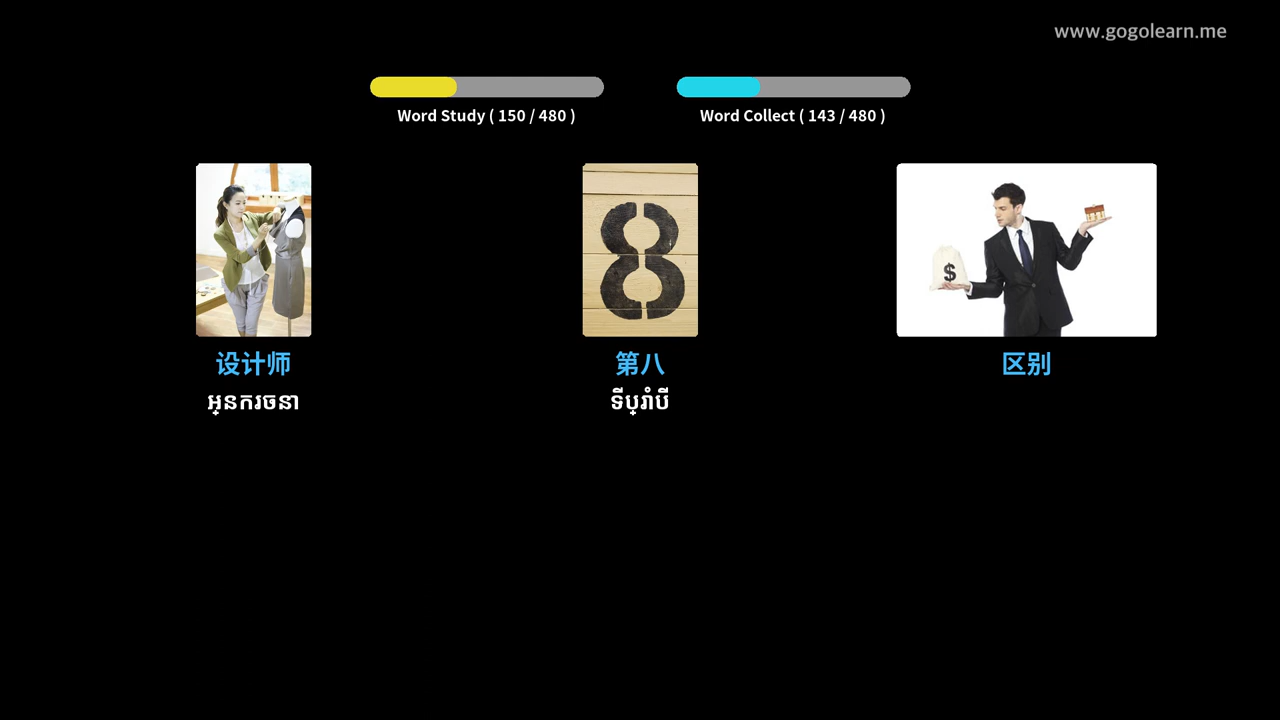 www.gogolearn.me
Word Study ( 150 / 480 )
Word Collect ( 143 / 480 )
8
$
设计师
第八
区别
អ្នករចនា
ទីប្រាំបី